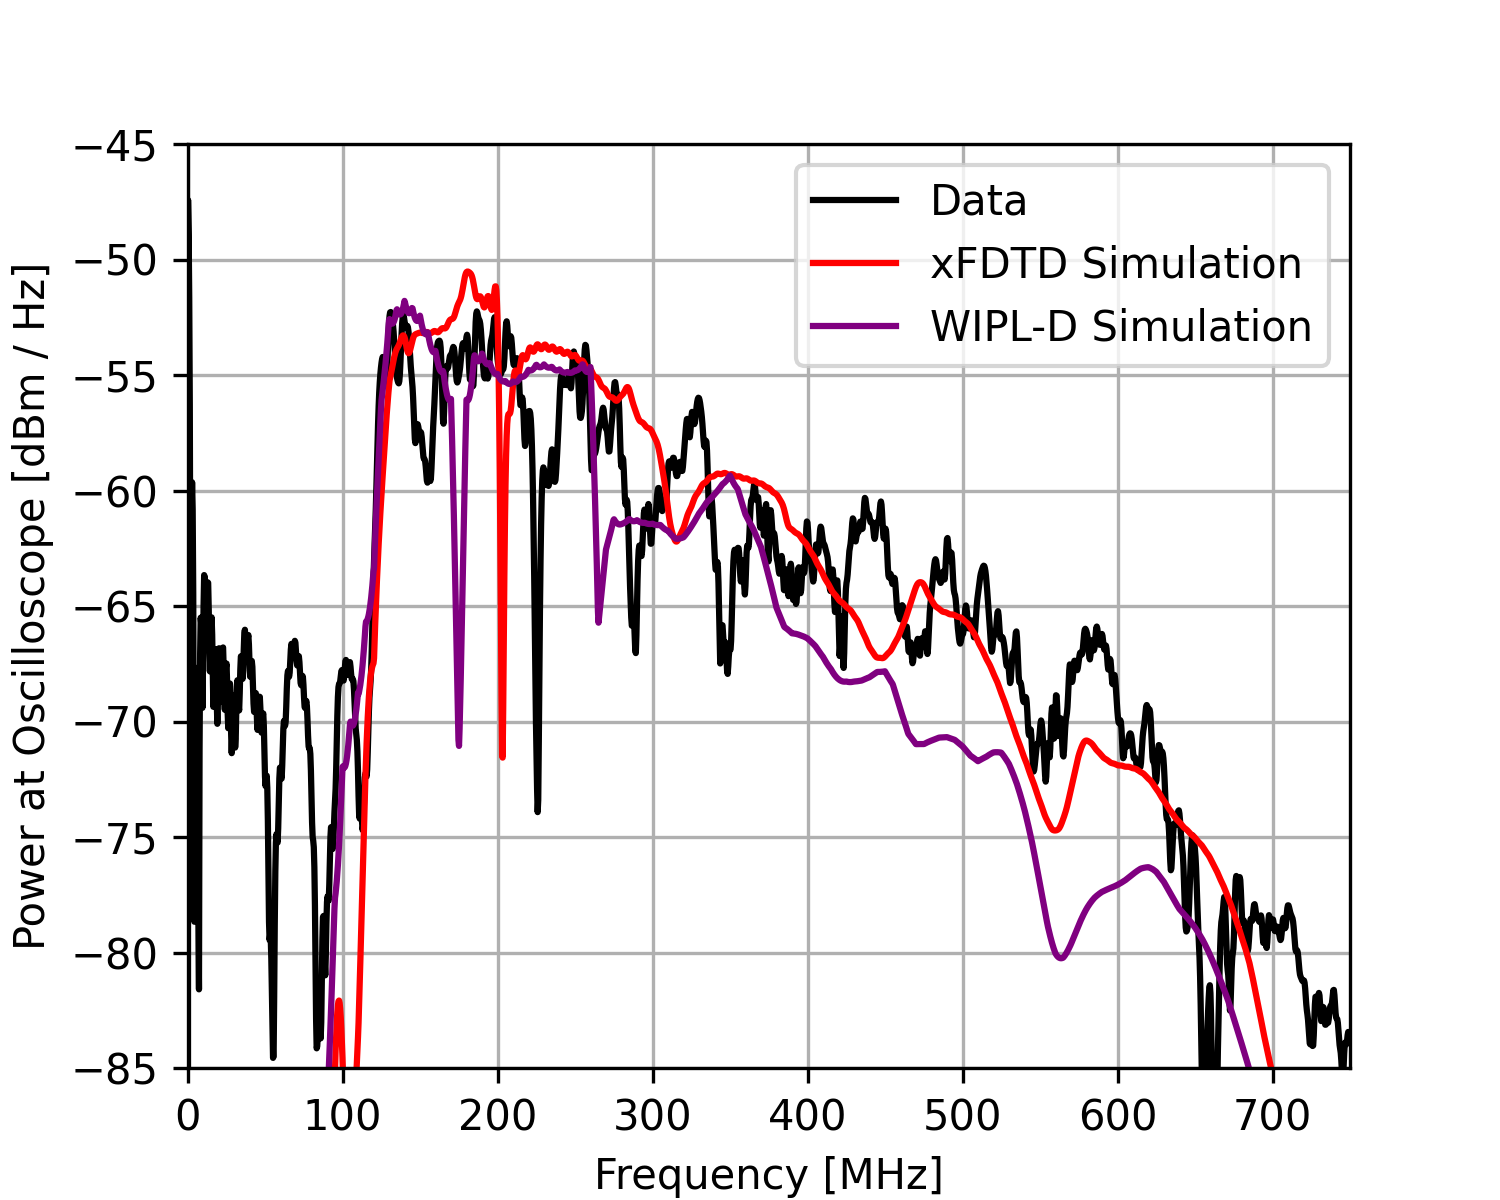 −45
−50
−55
−60
−65
−70
−75
−80
−85
Power at Oscilloscope [dBm / Hz]
Data
xFDTD Simulation
WIPL-D Simulation
0 100 200 300 400 500 600 700
Frequency [MHz]